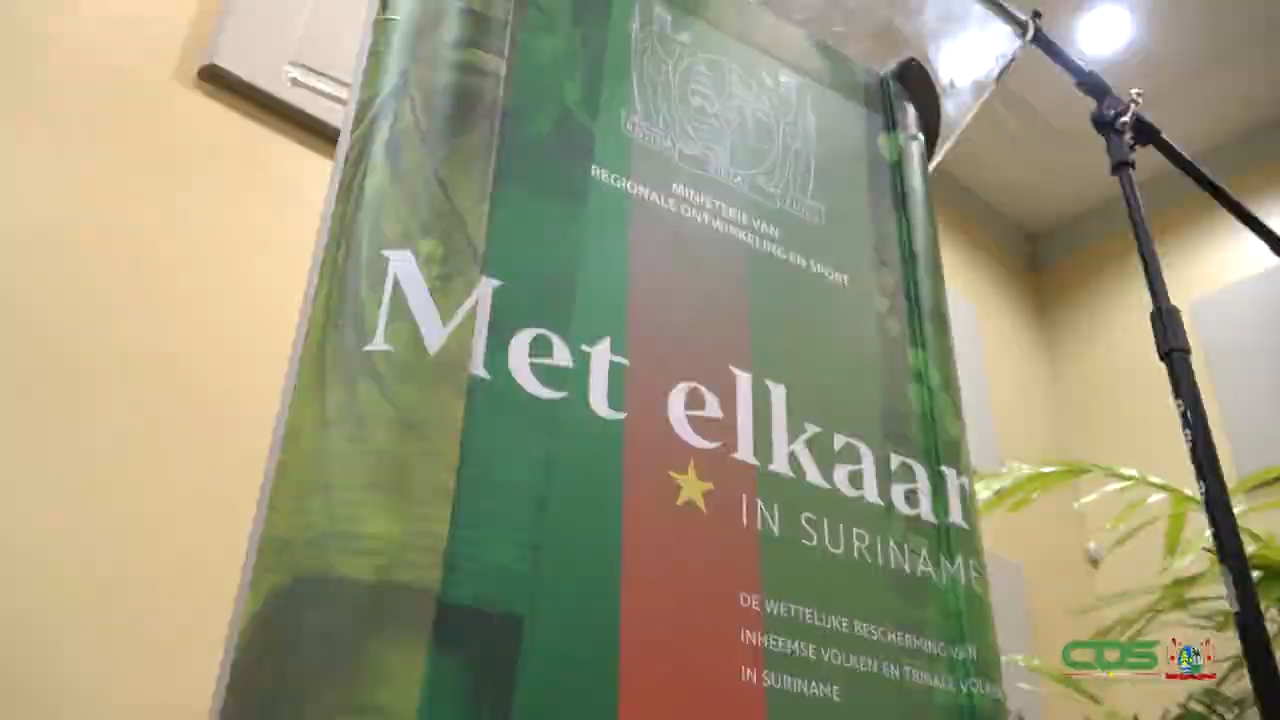 MINISTERIE VAN
REGIONALE ONTWIKKELING EN SPORT
Met elkaar
IN SURINAME
DE WETTELIJKE BESCHERMING VAN
INHEEMSE VOLKEN EN TRIBALE VOLKEN
IN SURINAME
CDS